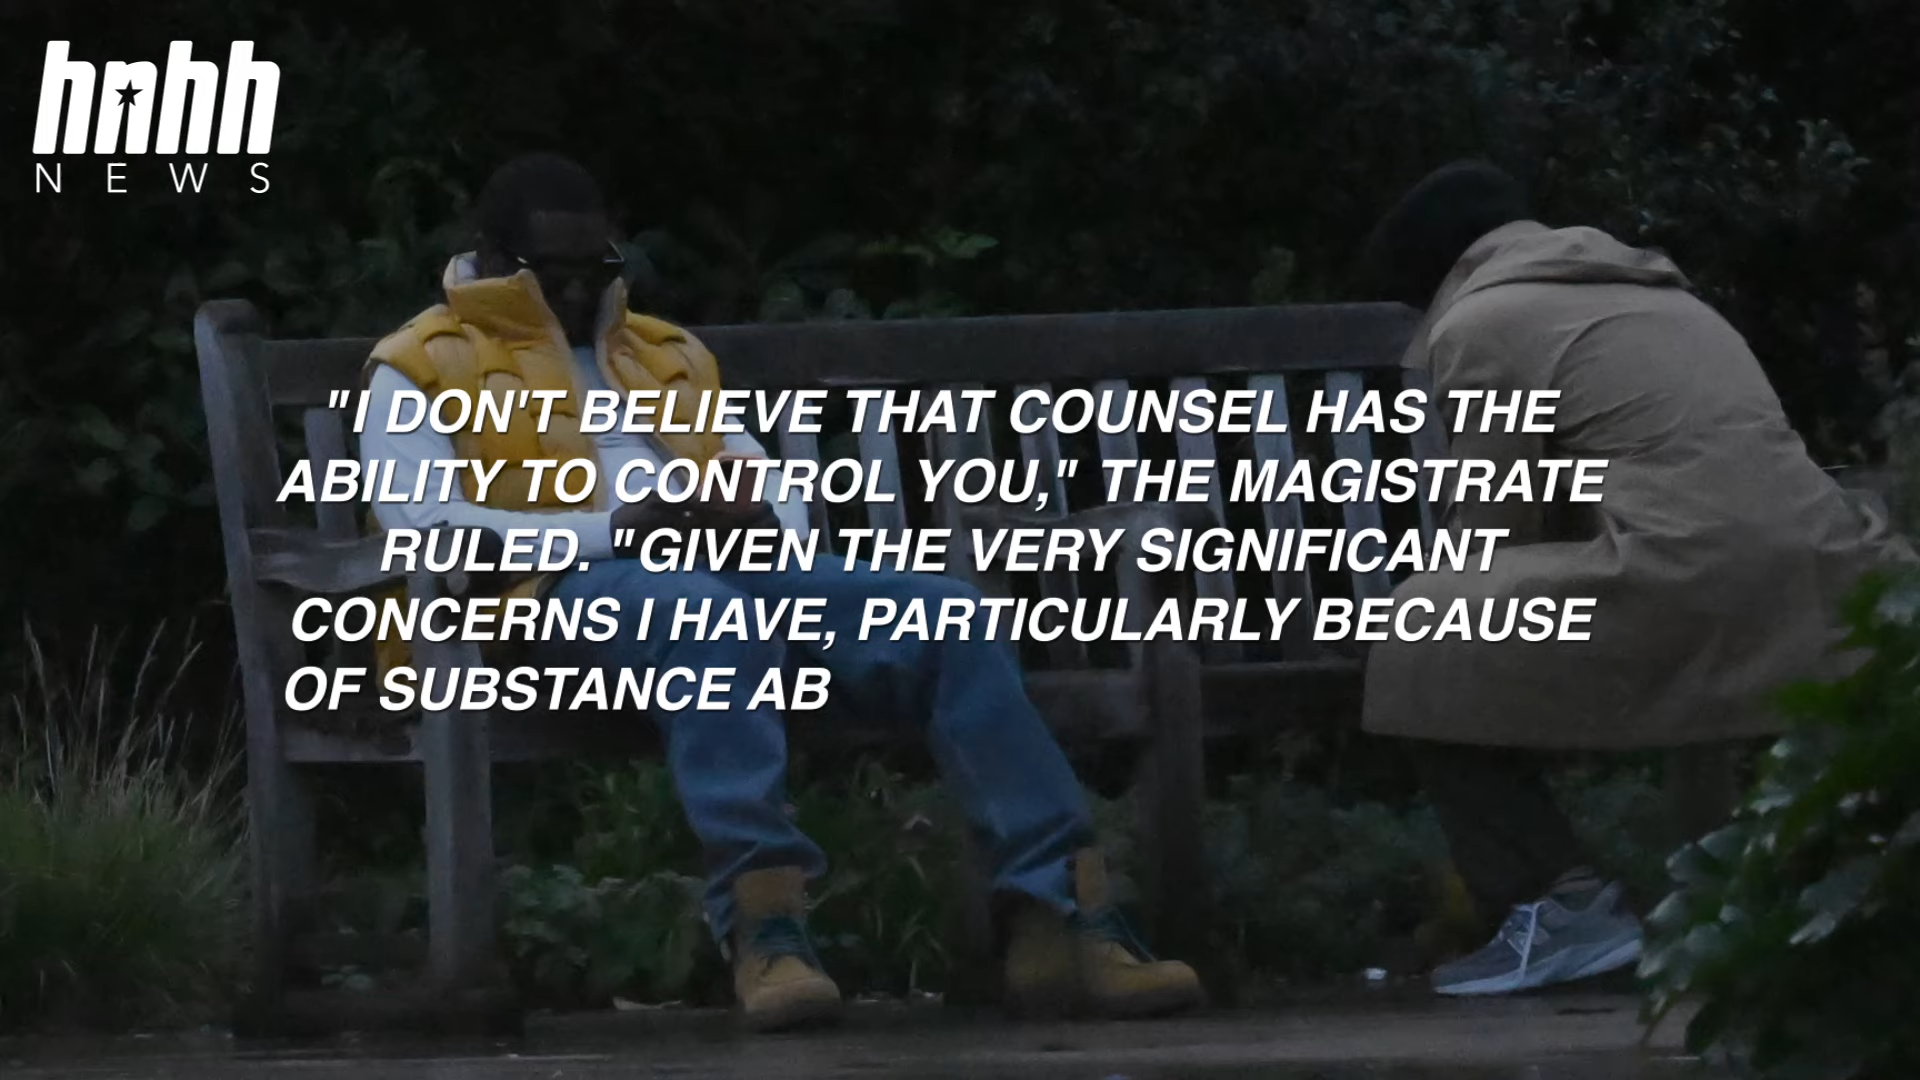 hnhh
NEWS
"I DON'T BELIEVE THAT COUNSEL HAS THE
ABILITY TO CONTROL YOU," THE MAGISTRATE
RULED. "GIVEN THE VERY SIGNIFICANT
CONCERNS I HAVE, PARTICULARLY BECAUSE
OF SUBSTANCE AB